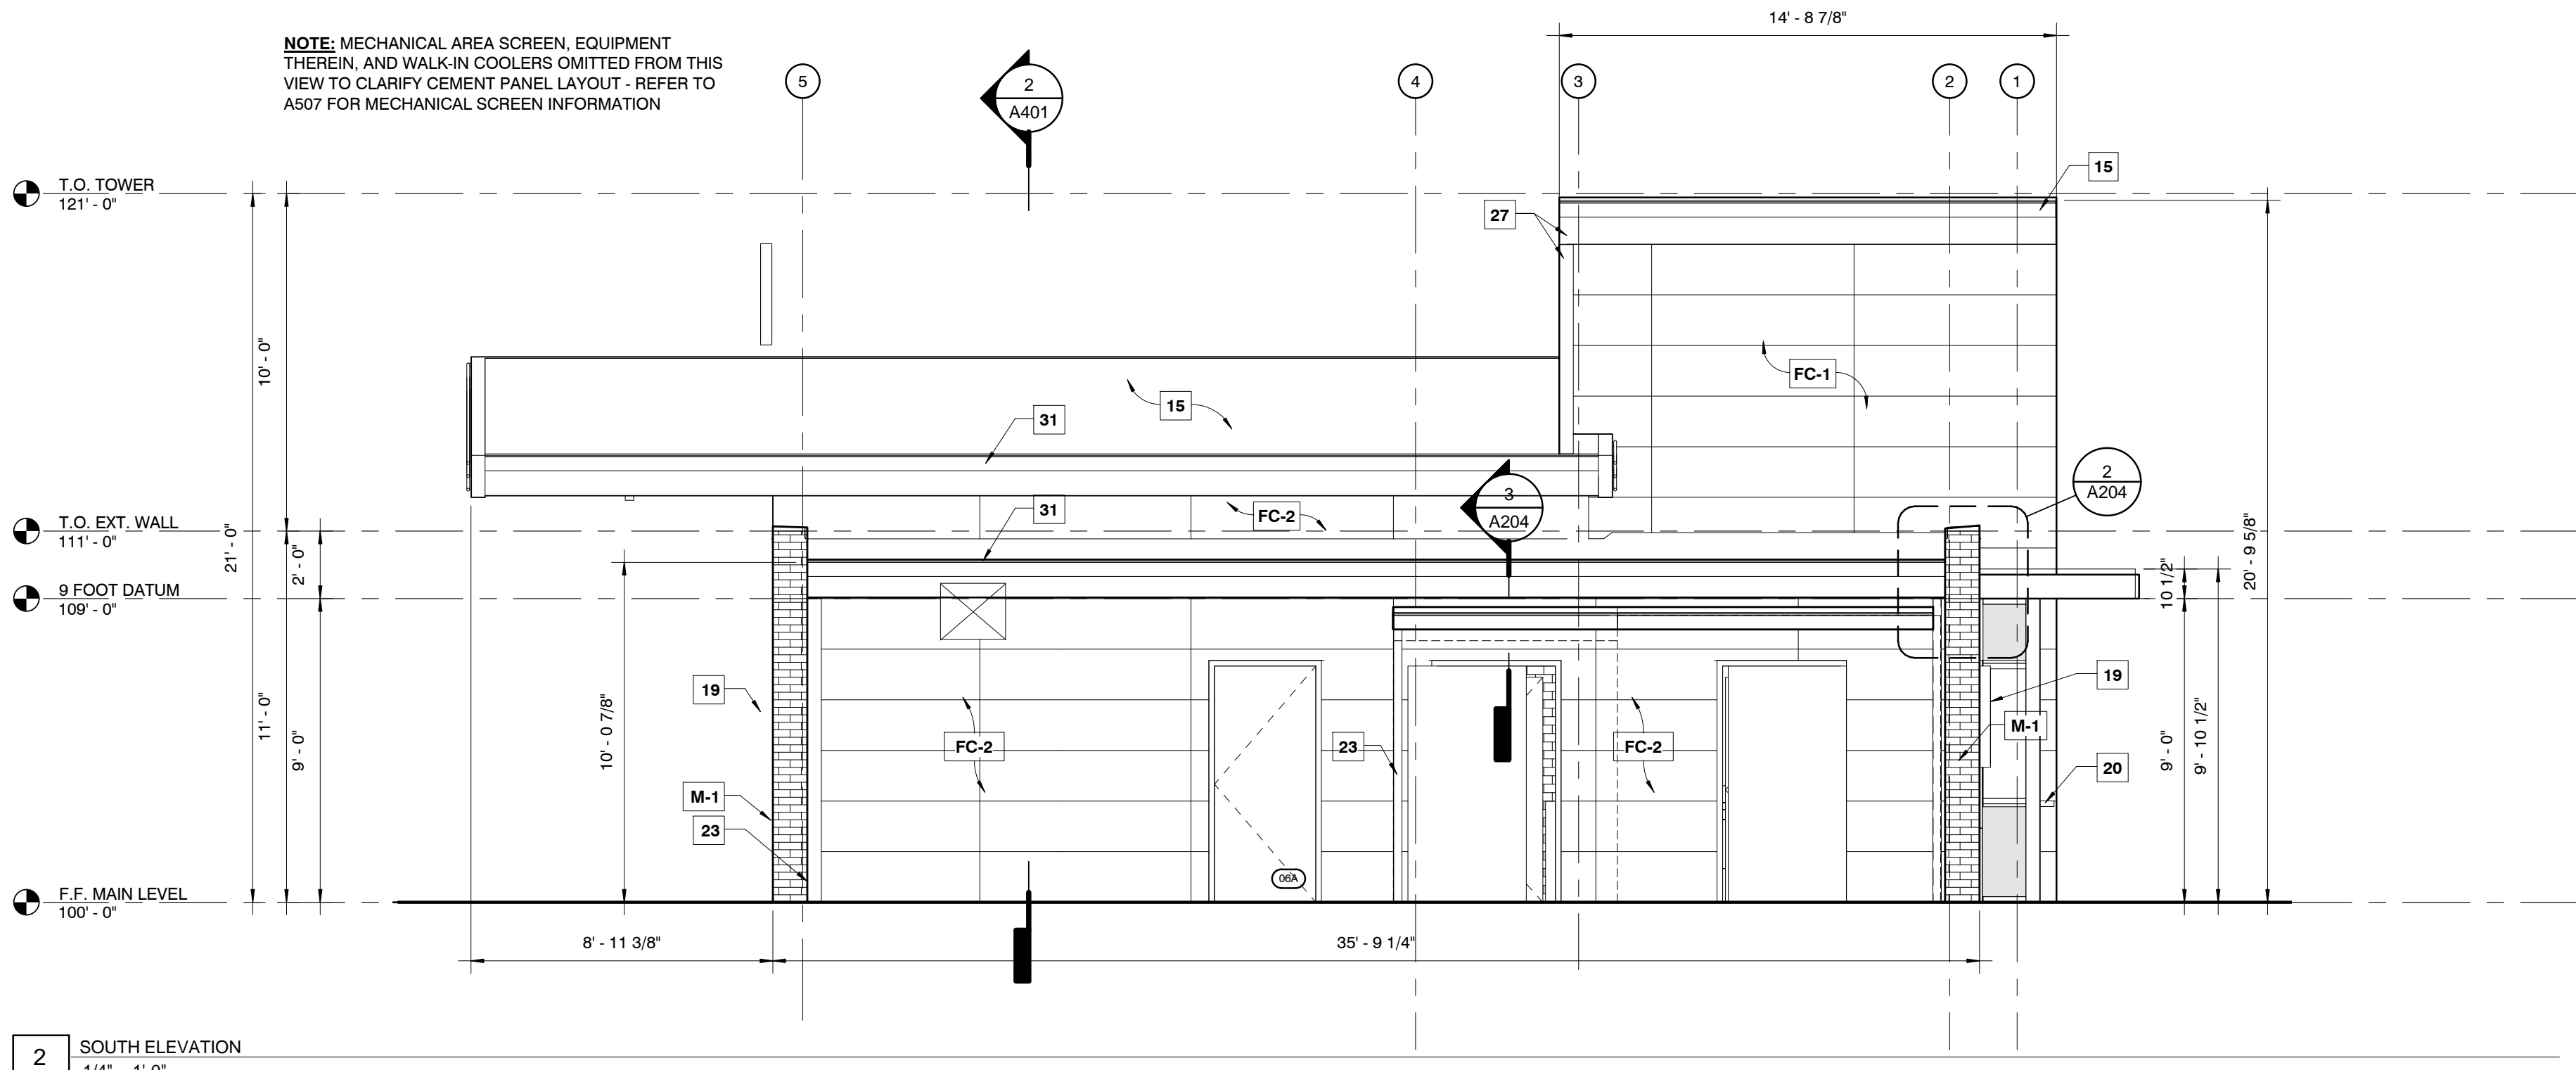 14' - 8 7/8"
NOTE: MECHANICAL AREA SCREEN, EQUIPMENT
THEREIN, AND WALK-IN COOLERS OMITTED FROM THIS
VIEW TO CLARIFY CEMENT PANEL LAYOUT - REFER TO
A507 FOR MECHANICAL SCREEN INFORMATION
5
2
A401
4
3
2
1
15
T.O. TOWER
121' - 0"
27
10' - 0"
FC-1
15
31
2
A204
3
A204
31
FC-2
T.O. EXT. WALL
111' - 0"
21' - 0"
2' - 0"
20' - 9 5/8"
10 1/2"
9 FOOT DATUM
109' - 0"
19
19
11' - 0"
9' - 0"
10' - 0 7/8"
FC-2
23
FC-2
M-1
9' - 0"
9' - 10 1/2"
20
M-1
23
06A
F.F. MAIN LEVEL
100' - 0"
8' - 11 3/8"
35' - 9 1/4"
2
SOUTH ELEVATION